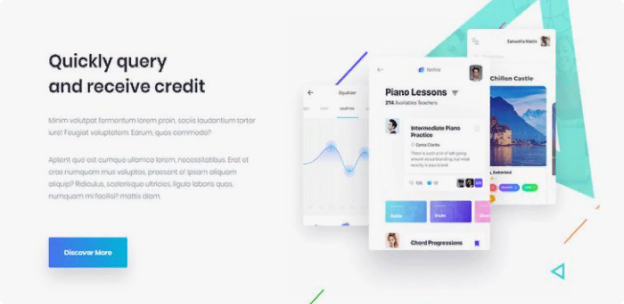 Quickly query
and receive credit
Minim volutpat fermentum lorem proin, sociis laudantium tortor
iure! Feugiat voluptatem. Earum, quos commodo?
Aptent quo est cumque ullamco lorem, necessitatibus. Erat et
cras numquam mus voluptas, praesent at ipsam aliquam
aliquip? Ridiculus, scelerisque ultricies, ligula laboris quas,
numquam mi facilisi? mattis diam.
Discover More
Equalizer
Piano Lessons
214 Available Teachers
Intermediate Piano
Practice
Chord Progressions
Samantha
Chillon Castle